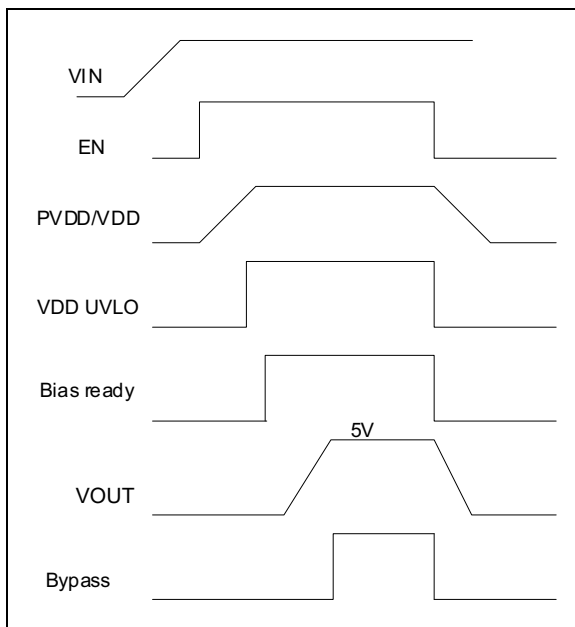 VIN
EN
PVDD/VDD
VDD UVLO
Bias ready
5V
VOUT
Bypass